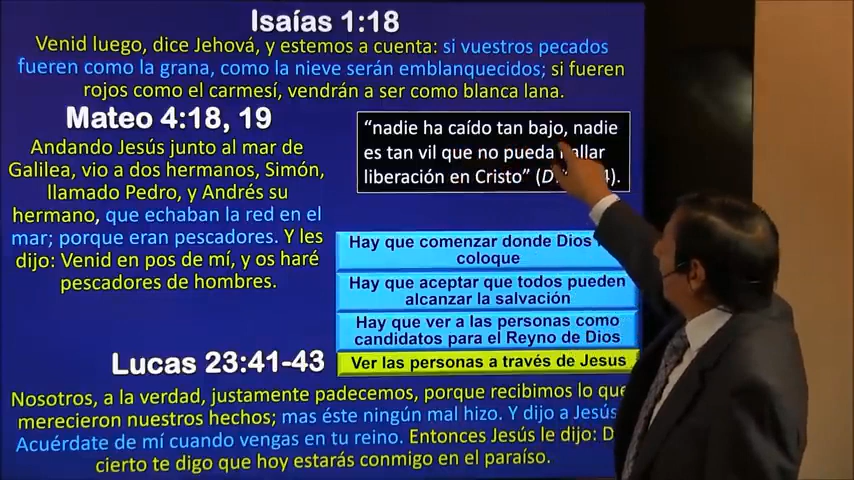 Isaías 1:18
Venid luego, dice Jehová, y estemos a cuenta: si vuestros pecados
fueren como la grana, como la nieve serán emblanquecidos; si fueren
rojos como el carmesí, vendrán a ser como blanca lana.
Mateo 4:18, 19
Andando Jesús junto al mar de
Galilea, vio a dos hermanos, Simón,
llamado Pedro, y Andrés su
hermano, que echaban la red en el
mar; porque eran pescadores. Y les
dijo: Venid en pos de mí, y os haré
pescadores de hombres.
“nadie ha caído tan bajo, nadie
es tan vil que no pueda hallar
liberación en Cristo” (
Hay que comenzar donde Dios
coloque
Hay que aceptar que todos pueden
alcanzar la salvación
Hay que ver a las personas como
candidatos para el Reyno de Dios
Ver las personas a través de Jesus
Lucas 23:41-43
Nosotros, a la verdad, justamente padecemos, porque recibimos lo que
merecieron nuestros hechos; mas éste ningún mal hizo. Y dijo a Jesús
Acuérdate de mí cuando vengas en tu reino. Entonces Jesús le dijo: D
cierto te digo que hoy estarás conmigo en el paraíso.